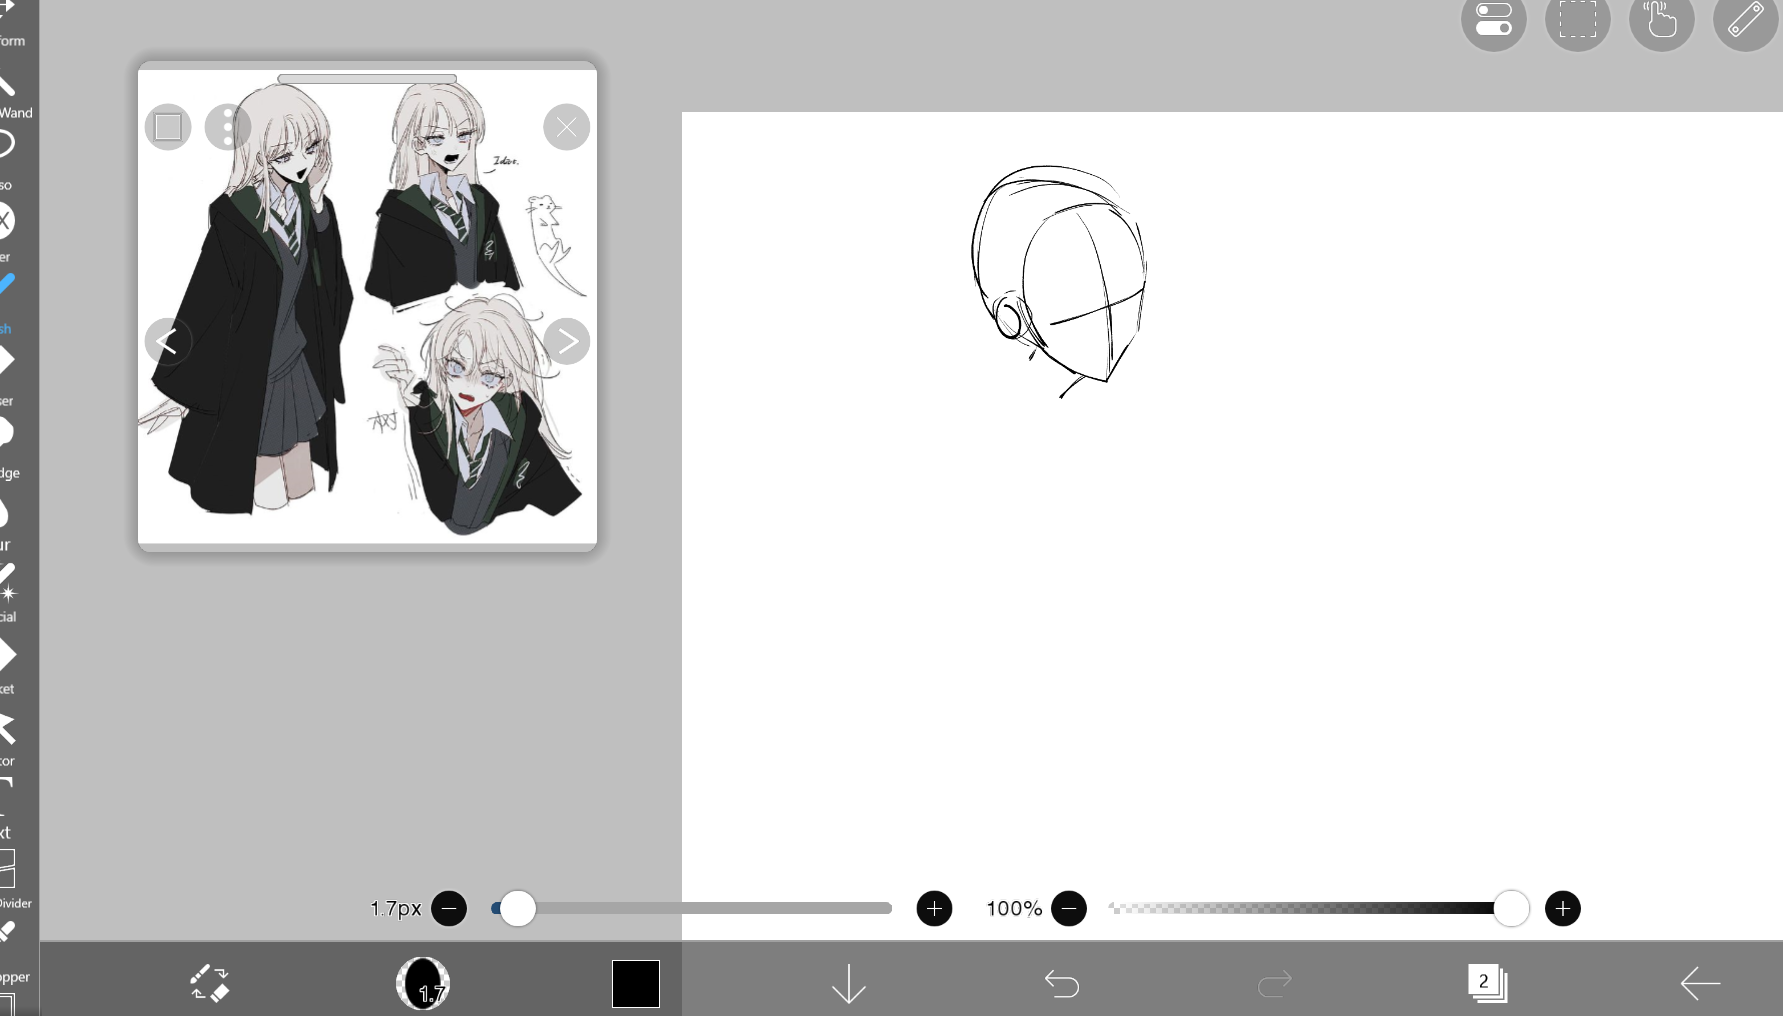 form
Wand
so
er
sh
ser
dge
ur
cial
ket
tor
xt
Divider
opper
1.7px
100%
1.7
2